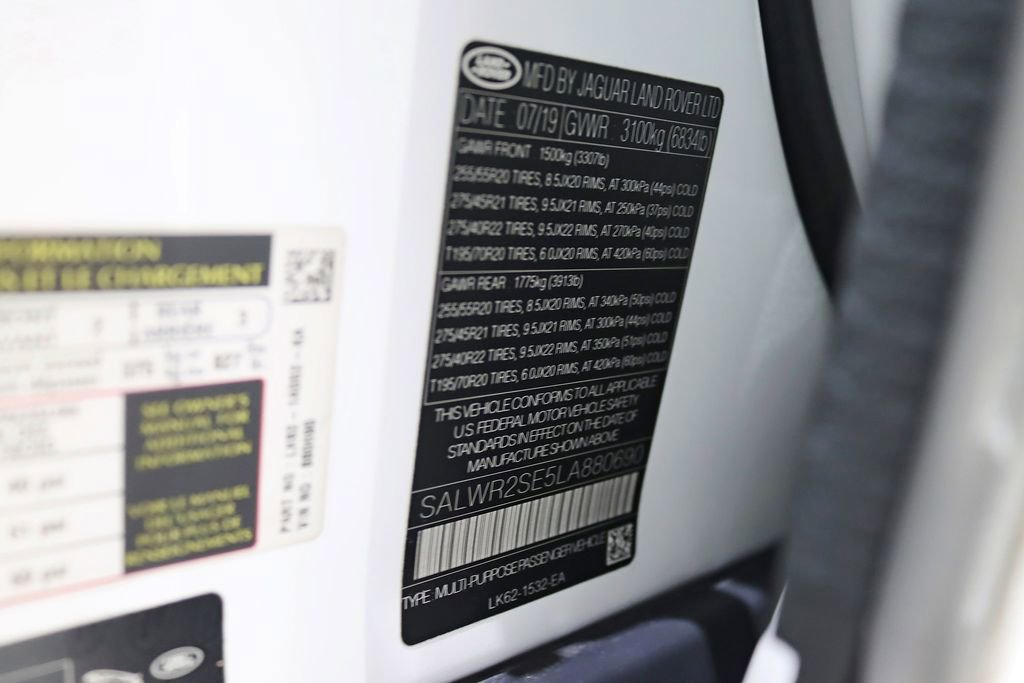 FORMATION
ET LE CHARGEMENT
SEE OWNER'S
MANUAL FOR
ADDITIONAL
INFORMATION
PART NO
VIN NO
LAND ROVER
MFD BY JAGUAR LAND ROVER LTD
DATE 07/19 GVWR 3100kg (6834lb)
GAWR FRONT 1500kg (3307lb)
255/55R20 TIRES, 8.5JX20 RIMS, AT 300kPa (44psi) COLD
275/45R21 TIRES, 9.5JX21 RIMS, AT 250kPa (37psi) COLD
275/40R22 TIRES, 9.5JX22 RIMS, AT 270kPa (40psi) COLD
T195/70R20 TIRES, 6.0JX20 RIMS, AT 420kPa (60psi) COLD
GAWR REAR 1775kg (3913lb)
255/55R20 TIRES, 8.5JX20 RIMS, AT 340kPa (50psi) COLD
275/45R21 TIRES, 9.5JX21 RIMS, AT 300kPa (44psi) COLD
275/40R22 TIRES, 9.5JX22 RIMS, AT 350kPa (51psi) COLD
T195/70R20 TIRES, 6.0JX20 RIMS, AT 420kPa (60psi) COLD
THIS VEHICLE CONFORMS TO ALL APPLICABLE
U.S. FEDERAL MOTOR VEHICLE SAFETY
STANDARDS IN EFFECT ON THE DATE OF
MANUFACTURE SHOWN ABOVE
SALWR2SE5LA880690
TYPE MULTI-PURPOSE PASSENGER VEHICLE
LK62-1532-EA